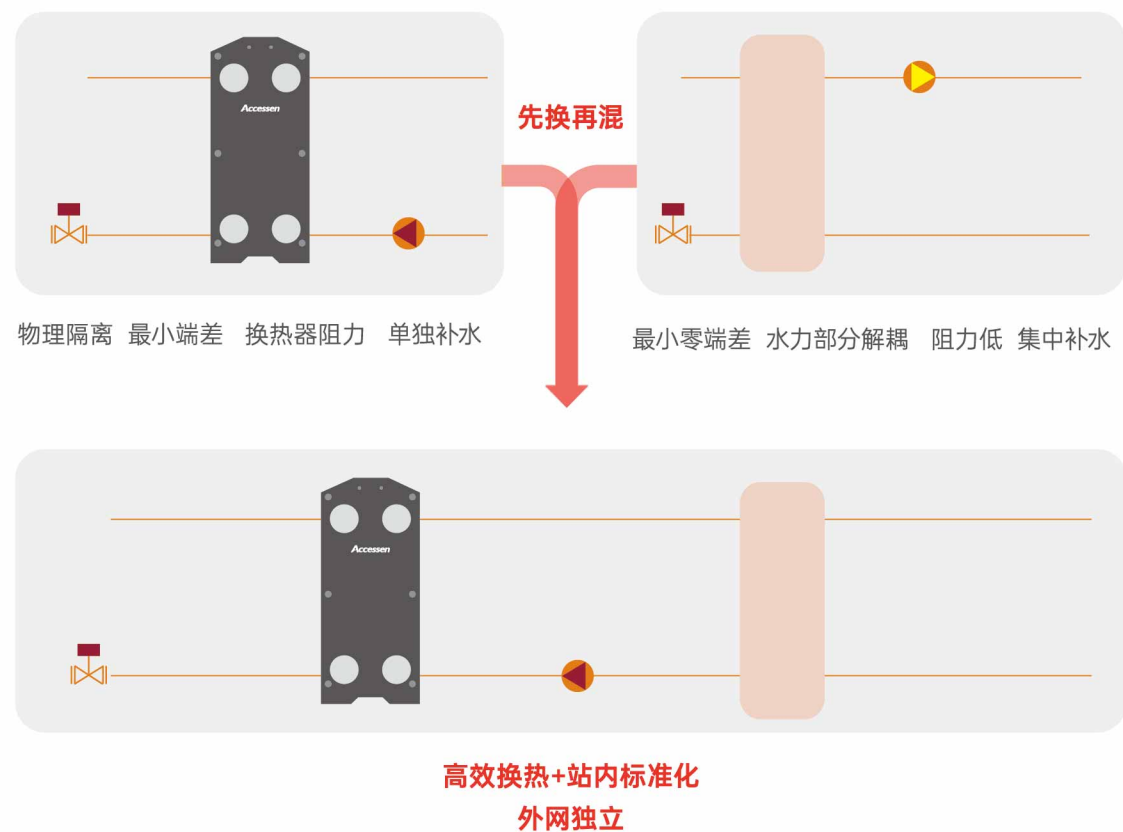 Accessen
先换再混
物理隔离 最小端差 换热器阻力 单独补水
最小零端差 水力部分解耦 阻力低 集中补水
Accessen
高效换热+站内标准化
外网独立